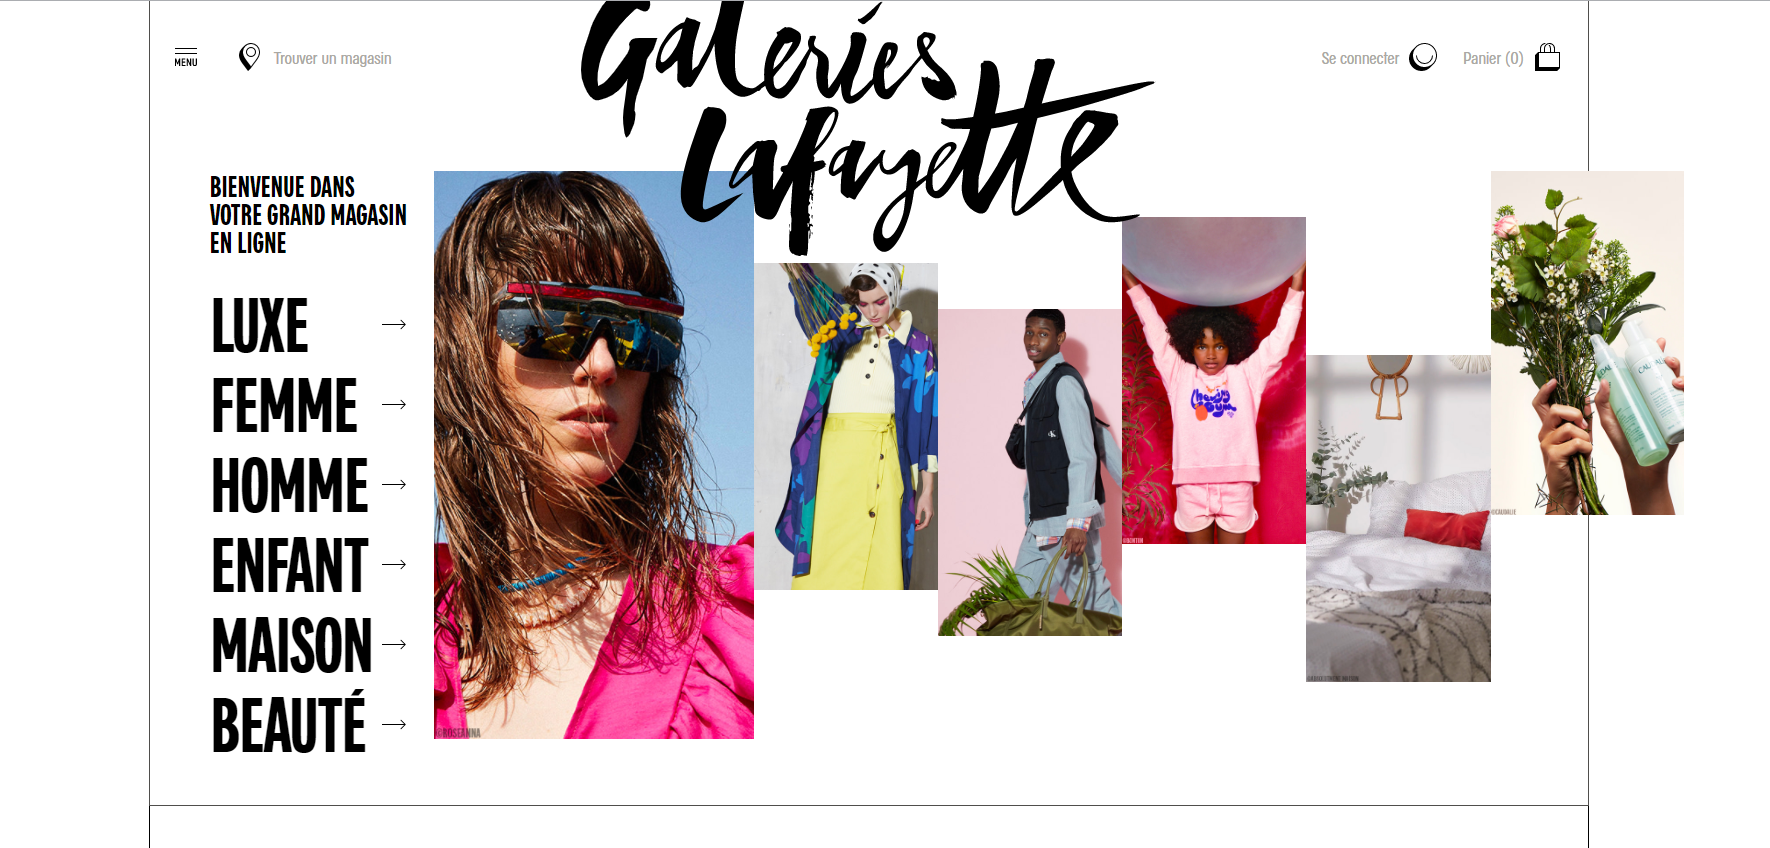 MENU
Trouver un magasin
Galeries
Lafayette
Se connecter
Panier (0)
BIENVENUE DANS
VOTRE GRAND MAGASIN
EN LIGNE
LUXE
FEMME
HOMME
ENFANT
MAISON
BEAUTÉ
©ROSEANNA
©CAUDALIE